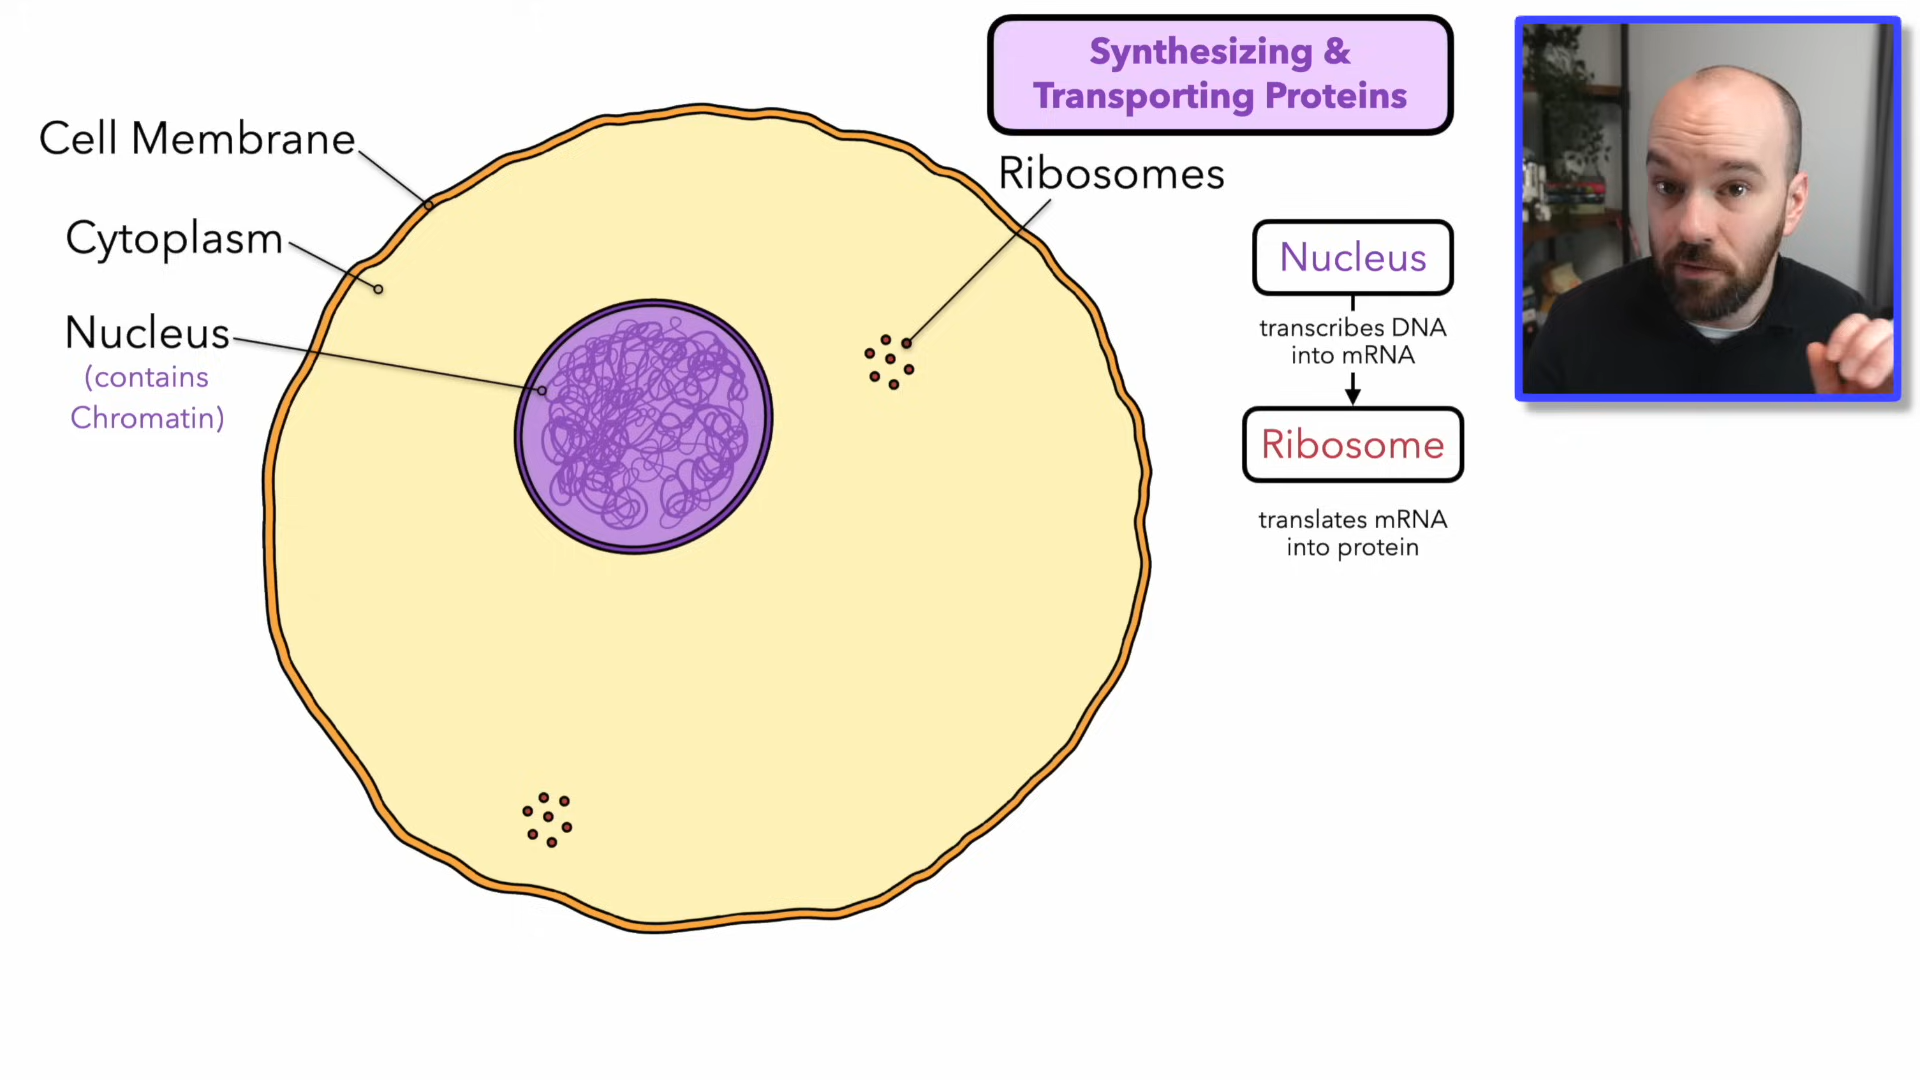 Synthesizing &
Transporting Proteins
Cell Membrane
Ribosomes
Cytoplasm
Nucleus
Nucleus
(contains
Chromatin)
transcribes DNA
into mRNA
Ribosome
translates mRNA
into protein